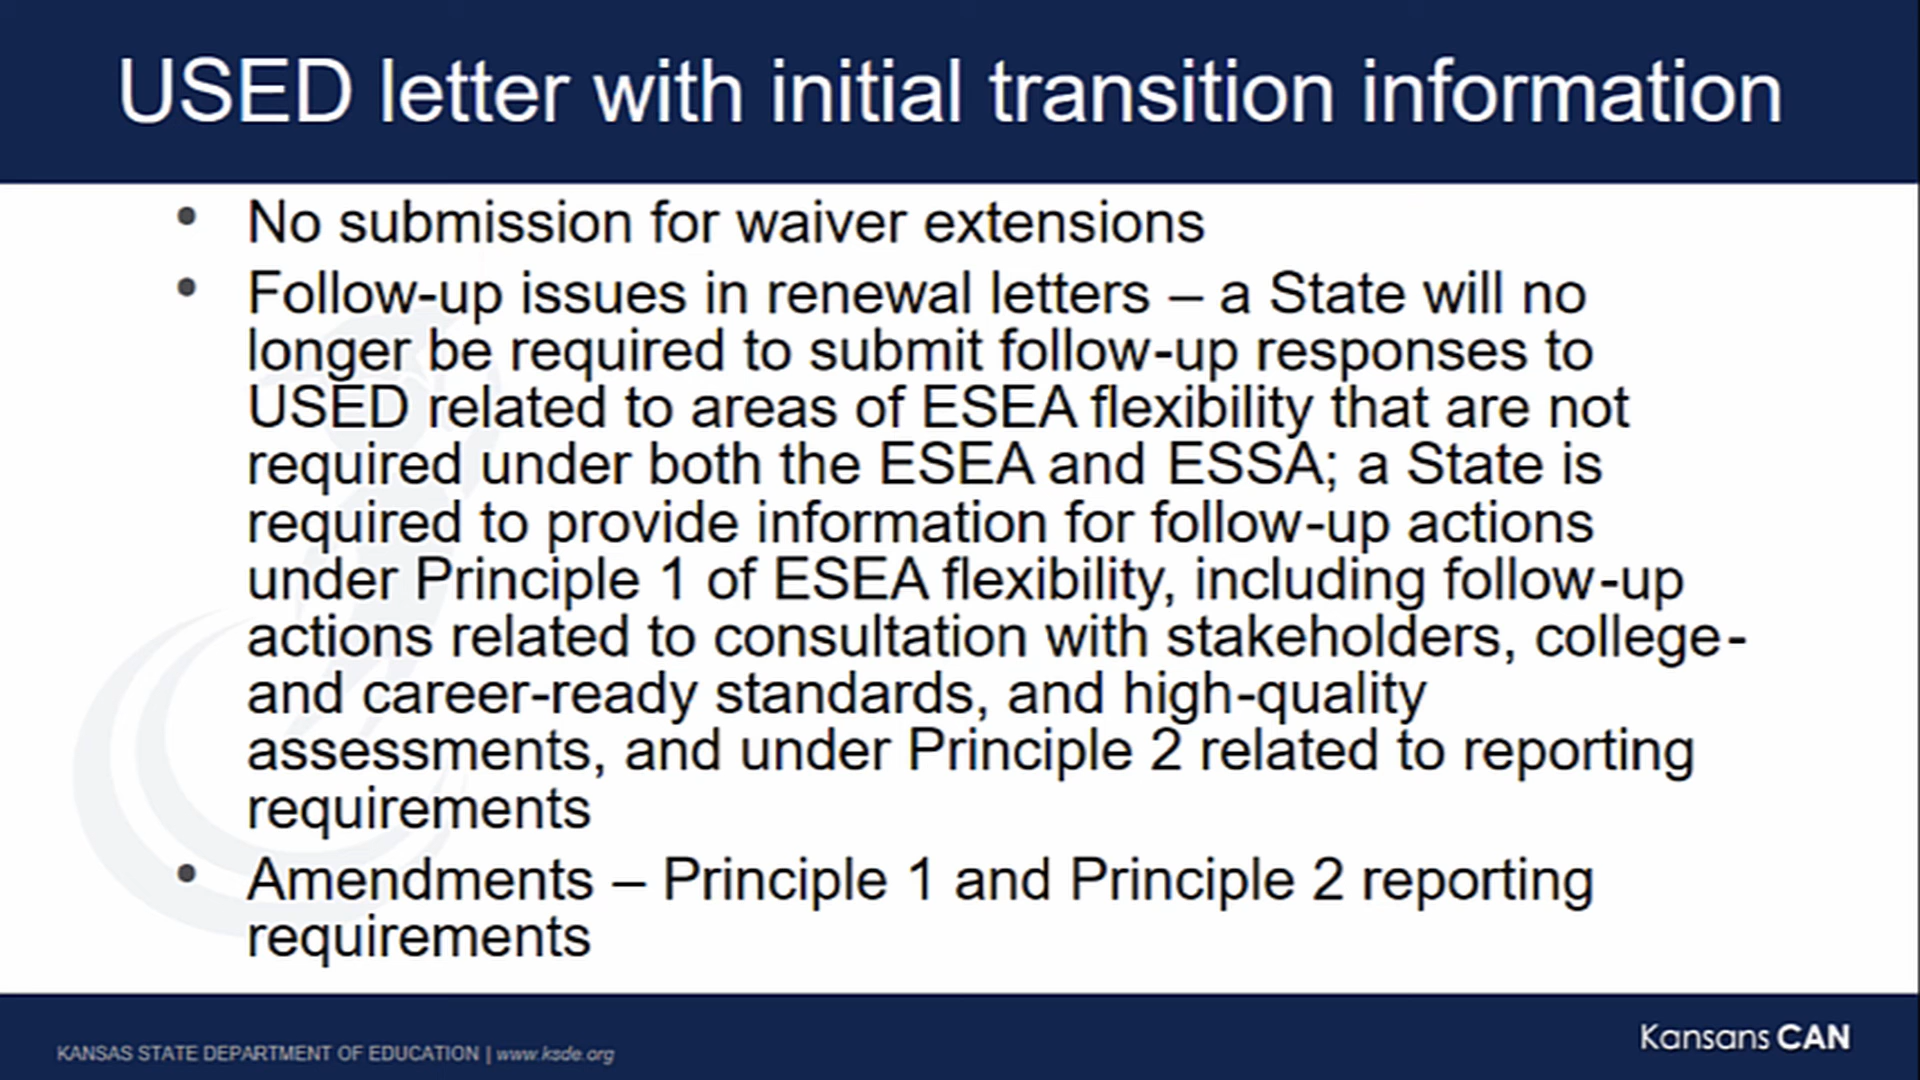 USED letter with initial transition information
• No submission for waiver extensions
• Follow-up issues in renewal letters – a State will no
longer be required to submit follow-up responses to
USED related to areas of ESEA flexibility that are not
required under both the ESEA and ESSA; a State is
required to provide information for follow-up actions
under Principle 1 of ESEA flexibility, including follow-up
actions related to consultation with stakeholders, college-
and career-ready standards, and high-quality
assessments, and under Principle 2 related to reporting
requirements
• Amendments – Principle 1 and Principle 2 reporting
requirements
KANSAS STATE DEPARTMENT OF EDUCATION | www.ksde.org
Kansans CAN